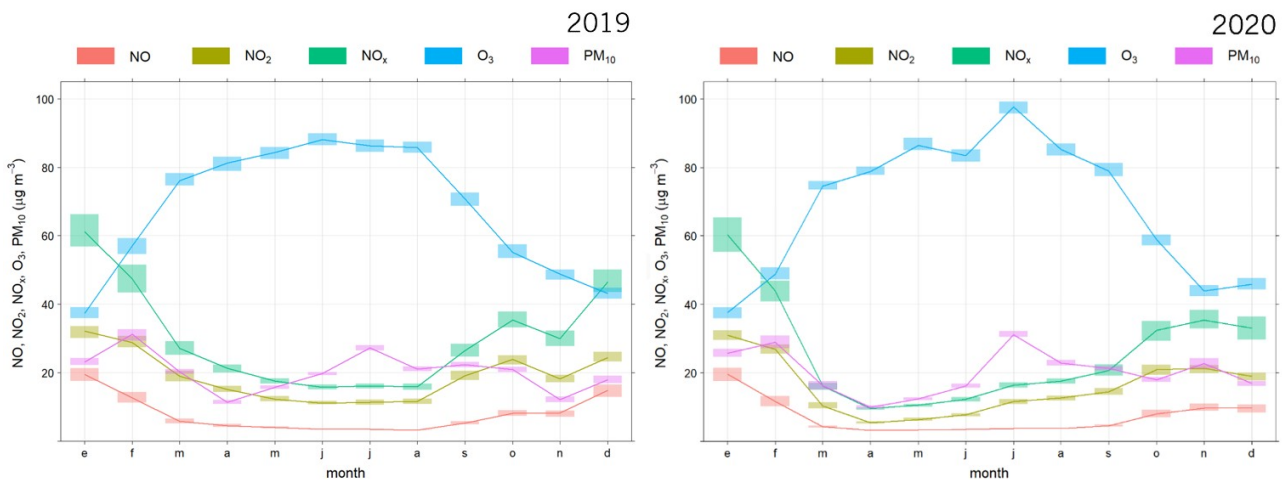 2019
NO NO₂ NOₓ O₃ PM₁₀
NO, NO₂, NOₓ, O₃, PM₁₀ (µg m⁻³)
100
80
60
40
20
e f m a m j j a s o n d
month
2020
NO NO₂ NOₓ O₃ PM₁₀
NO, NO₂, NOₓ, O₃, PM₁₀ (µg m⁻³)
100
80
60
40
20
e f m a m j j a s o n d
month